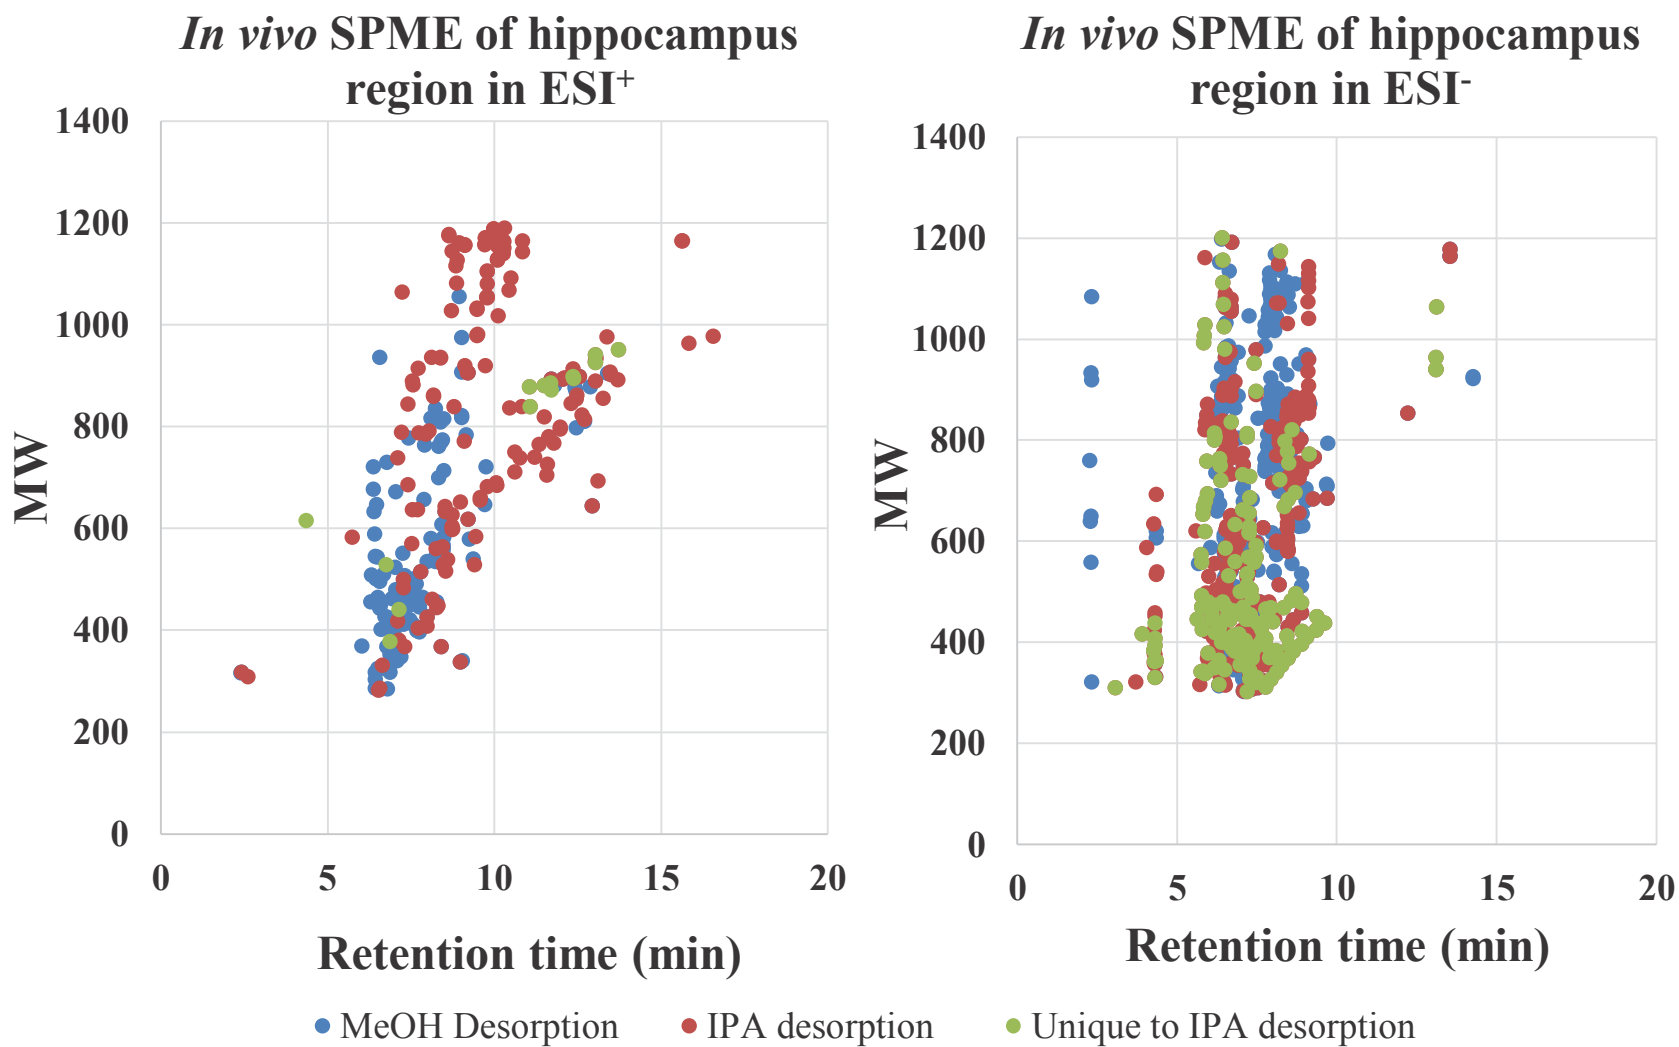 In vivo SPME of hippocampus
region in ESI⁺
1400
1200
1000
800
600
400
200
0
MW
0 5 10 15 20
Retention time (min)
In vivo SPME of hippocampus
region in ESI⁻
1400
1200
1000
800
600
400
200
0
MW
0 5 10 15 20
Retention time (min)
MeOH Desorption IPA desorption Unique to IPA desorption